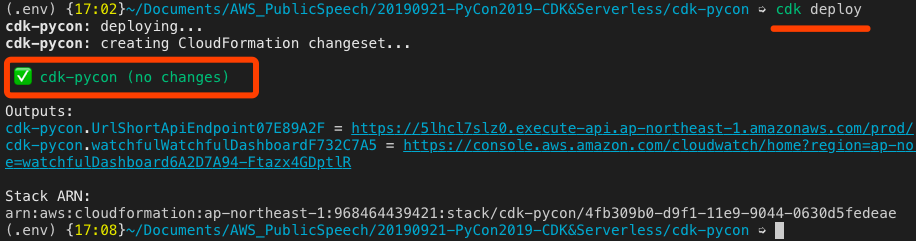 (.env) {17:02}~/Documents/AWS_PublicSpeech/20190921-PyCon2019-CDK&Serverless/cdk-pycon ➭ cdk deploy
cdk-pycon: deploying...
cdk-pycon: creating CloudFormation changeset...
✅ cdk-pycon (no changes)
Outputs:
cdk-pycon.UrlShortApiEndpoint07E89A2F = https://5lhcl7slz0.execute-api.ap-northeast-1.amazonaws.com/prod/
cdk-pycon.watchfulWatchfulDashboardF732C7A5 = https://console.aws.amazon.com/cloudwatch/home?region=ap-no
e=watchfulDashboard6A2D7A94-Ftazx4GDptlR
Stack ARN:
arn:aws:cloudformation:ap-northeast-1:968464439421:stack/cdk-pycon/4fb309b0-d9f1-11e9-9044-0630d5fedeae
(.env) {17:08}~/Documents/AWS_PublicSpeech/20190921-PyCon2019-CDK&Serverless/cdk-pycon ➭